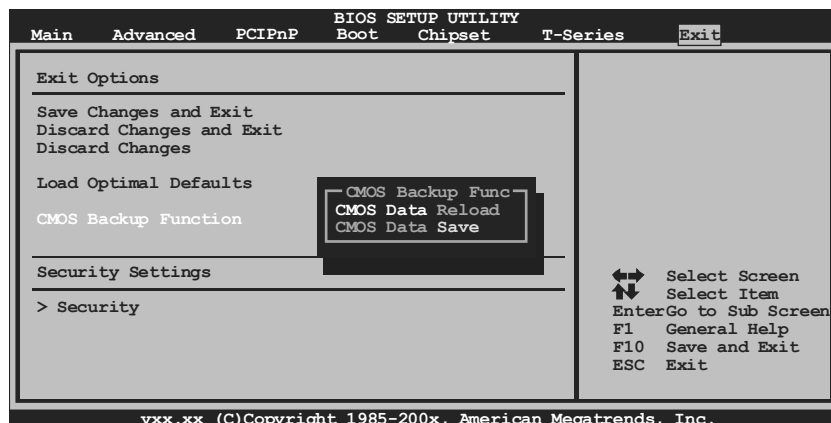 BIOS SETUP UTILITY
Main Advanced PCIPnP Boot Chipset T-Series Exit
Exit Options
Save Changes and Exit
Discard Changes and Exit
Discard Changes
Load Optimal Defaults
CMOS Backup Function
CMOS Backup Func
CMOS Data Reload
CMOS Data Save
Security Settings
> Security
Select Screen
Select Item
EnterGo to Sub Screen
F1 General Help
F10 Save and Exit
ESC Exit
vxx.xx (C)Copyright 1985-200x, American Megatrends, Inc.